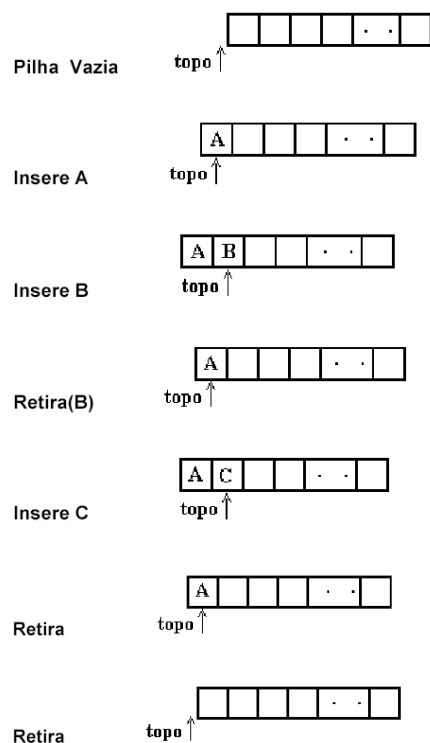 Pilha Vazia
topo
A
Insere A
topo
A B
Insere B
topo
A
Retira(B)
topo
A C
Insere C
topo
A
Retira
topo
Retira
topo